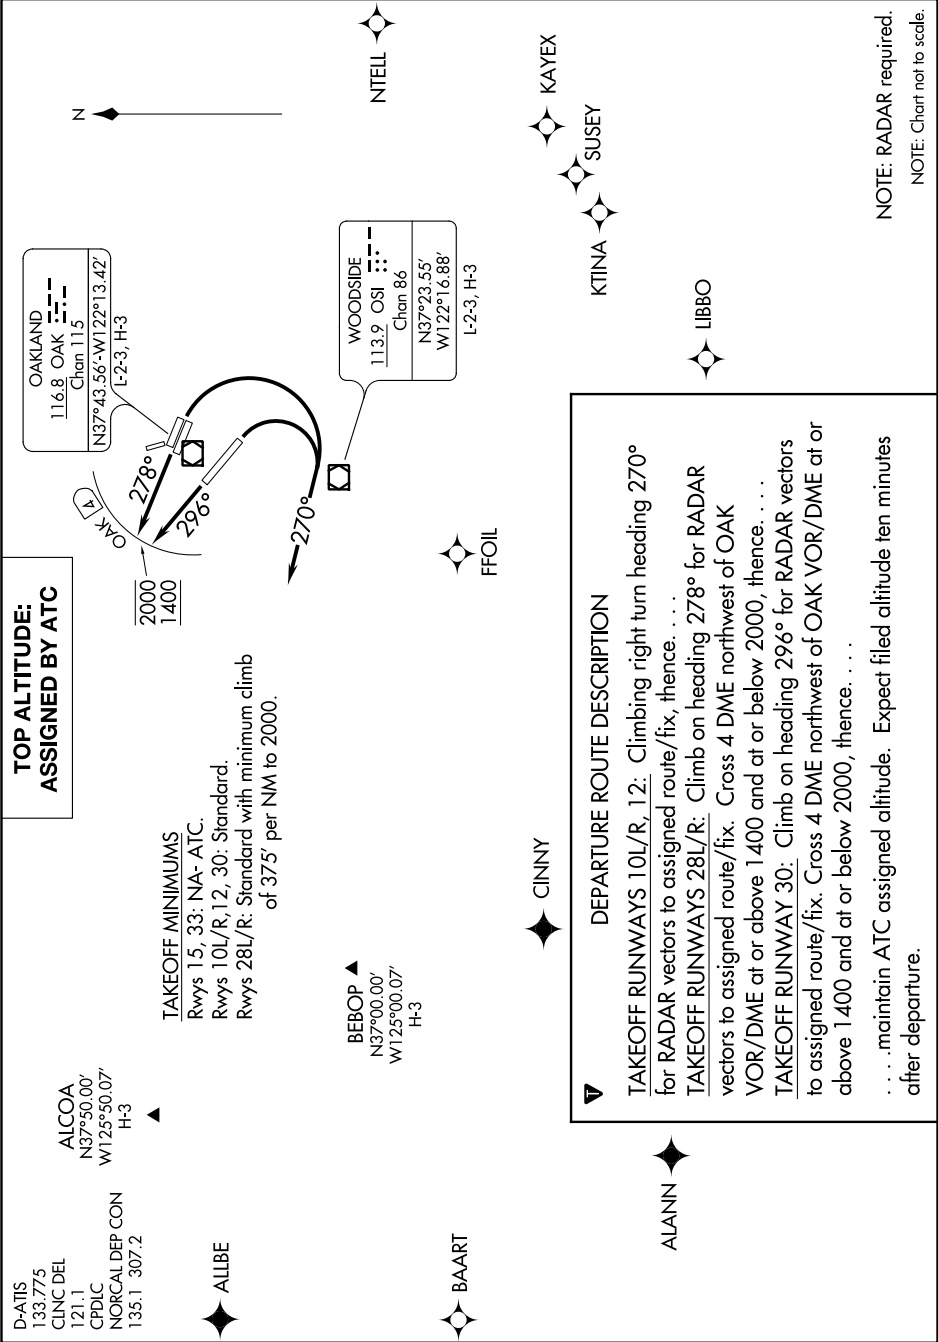 D-ATIS
133.775
CLNC DEL
121.1
CPDLC
NORCAL DEP CON
135.1 307.2
TOP ALTITUDE:
ASSIGNED BY ATC
ALCOA
N37°50.00'
W125°50.07'
H-3
TAKEOFF MINIMUMS
Rwys 15, 33: NA- ATC.
Rwys 10L/R,12, 30: Standard.
Rwys 28L/R: Standard with minimum climb
of 375' per NM to 2000.
2000
1400
OAK 4
278°
296°
270°
OAKLAND
116.8 OAK
Chan 115
N37°43.56'-W122°13.42'
L-2-3, H-3
N
WOODSIDE
113.9 OSI
Chan 86
N37°23.55'
W122°16.88'
L-2-3, H-3
NTELL
ALLBE
BEBOP
N37°00.00'
W125°00.07'
H-3
BAART
CINNY
FFOIL
KAYEX
SUSEY
KTINA
LIBBO
ALANN
T
DEPARTURE ROUTE DESCRIPTION
TAKEOFF RUNWAYS 10L/R, 12: Climbing right turn heading 270°
for RADAR vectors to assigned route/fix, thence. . . .
TAKEOFF RUNWAYS 28L/R: Climb on heading 278° for RADAR
vectors to assigned route/fix. Cross 4 DME northwest of OAK
VOR/DME at or above 1400 and at or below 2000, thence. . . .
TAKEOFF RUNWAY 30: Climb on heading 296° for RADAR vectors
to assigned route/fix. Cross 4 DME northwest of OAK VOR/DME at or
above 1400 and at or below 2000, thence. . . .
. . . .maintain ATC assigned altitude. Expect filed altitude ten minutes
after departure.
NOTE: RADAR required.
NOTE: Chart not to scale.